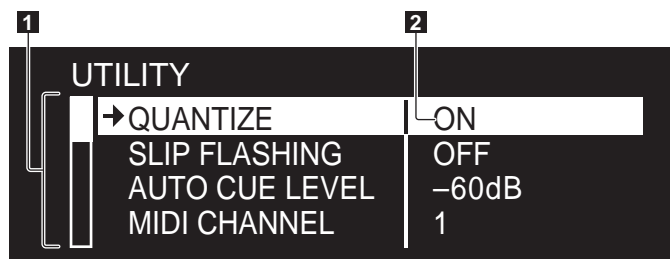 1 2
UTILITY
→QUANTIZE ON
SLIP FLASHING OFF
AUTO CUE LEVEL –60dB
MIDI CHANNEL 1